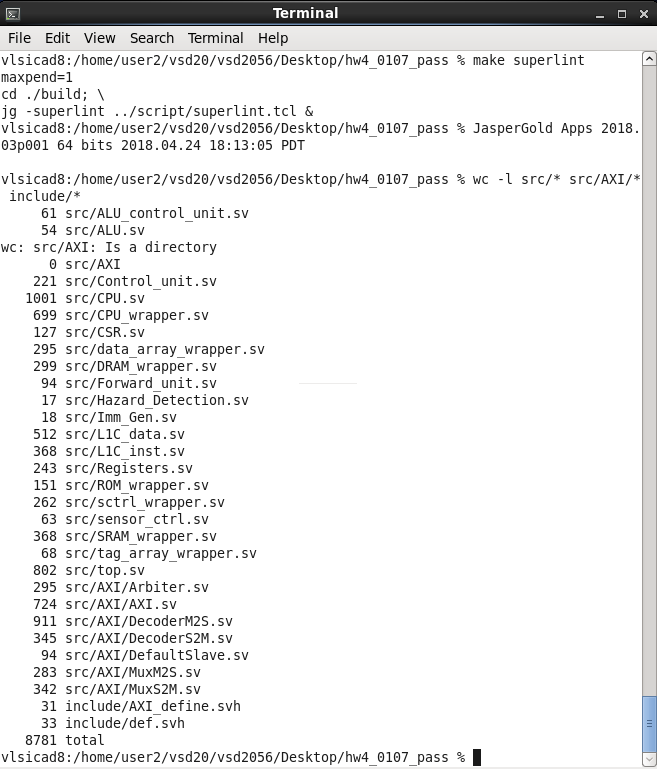 Terminal
File Edit View Search Terminal Help
vlsicad8:/home/user2/vsd20/vsd2056/Desktop/hw4_0107_pass % make superlint
maxpend=1
cd ./build; \
jg -superlint ../script/superlint.tcl &
vlsicad8:/home/user2/vsd20/vsd2056/Desktop/hw4_0107_pass % JasperGold Apps 2018.
03p001 64 bits 2018.04.24 18:13:05 PDT
vlsicad8:/home/user2/vsd20/vsd2056/Desktop/hw4_0107_pass % wc -l src/* src/AXI/*
 include/*
61 src/ALU_control_unit.sv
54 src/ALU.sv
wc: src/AXI: Is a directory
0 src/AXI
221 src/Control_unit.sv
1001 src/CPU.sv
699 src/CPU_wrapper.sv
127 src/CSR.sv
295 src/data_array_wrapper.sv
299 src/DRAM_wrapper.sv
94 src/Forward_unit.sv
17 src/Hazard_Detection.sv
18 src/Imm_Gen.sv
512 src/L1C_data.sv
368 src/L1C_inst.sv
243 src/Registers.sv
151 src/ROM_wrapper.sv
262 src/sctrl_wrapper.sv
63 src/sensor_ctrl.sv
368 src/SRAM_wrapper.sv
68 src/tag_array_wrapper.sv
802 src/top.sv
295 src/AXI/Arbiter.sv
724 src/AXI/AXI.sv
911 src/AXI/DecoderM2S.sv
345 src/AXI/DecoderS2M.sv
94 src/AXI/DefaultSlave.sv
283 src/AXI/MuxM2S.sv
342 src/AXI/MuxS2M.sv
31 include/AXI_define.svh
33 include/def.svh
8781 total
vlsicad8:/home/user2/vsd20/vsd2056/Desktop/hw4_0107_pass %